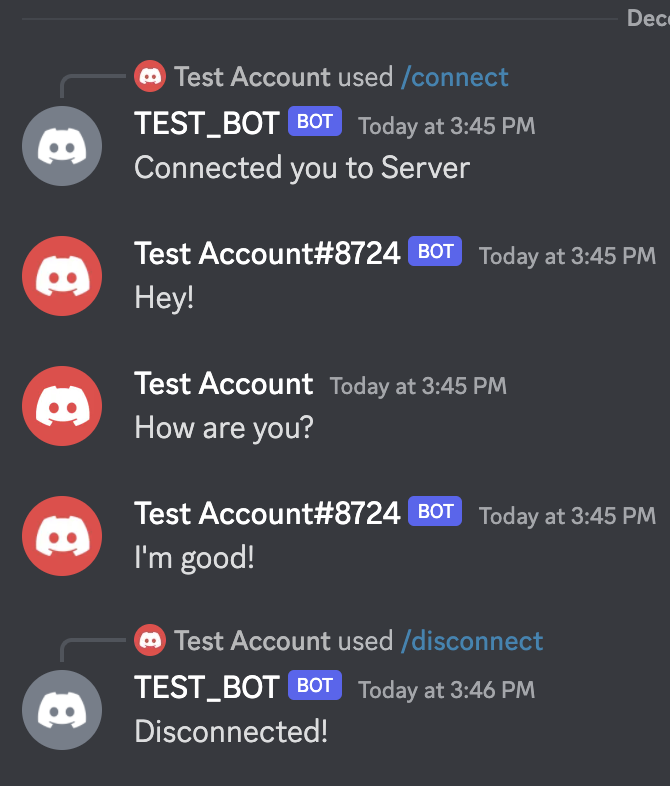 Dece
Test Account used /connect
TEST_BOT BOT Today at 3:45 PM
Connected you to Server
Test Account#8724 BOT Today at 3:45 PM
Hey!
Test Account Today at 3:45 PM
How are you?
Test Account#8724 BOT Today at 3:45 PM
I'm good!
Test Account used /disconnect
TEST_BOT BOT Today at 3:46 PM
Disconnected!